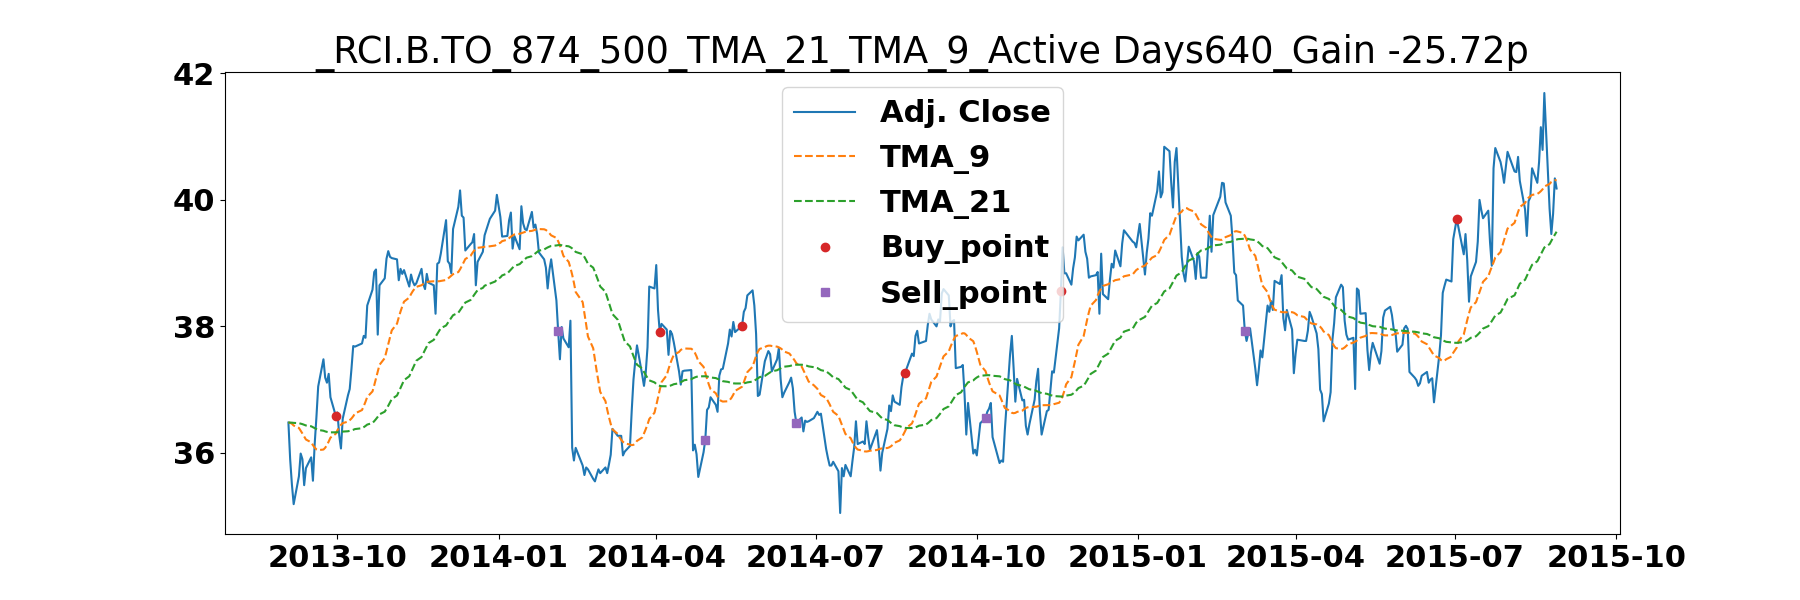 _RCI.B.TO_874_500_TMA_21_TMA_9_Active Days640_Gain -25.72p
42
40
38
36
Adj. Close
TMA_9
TMA_21
Buy_point
Sell_point
2013-10 2014-01 2014-04 2014-07 2014-10 2015-01 2015-04 2015-07 2015-10